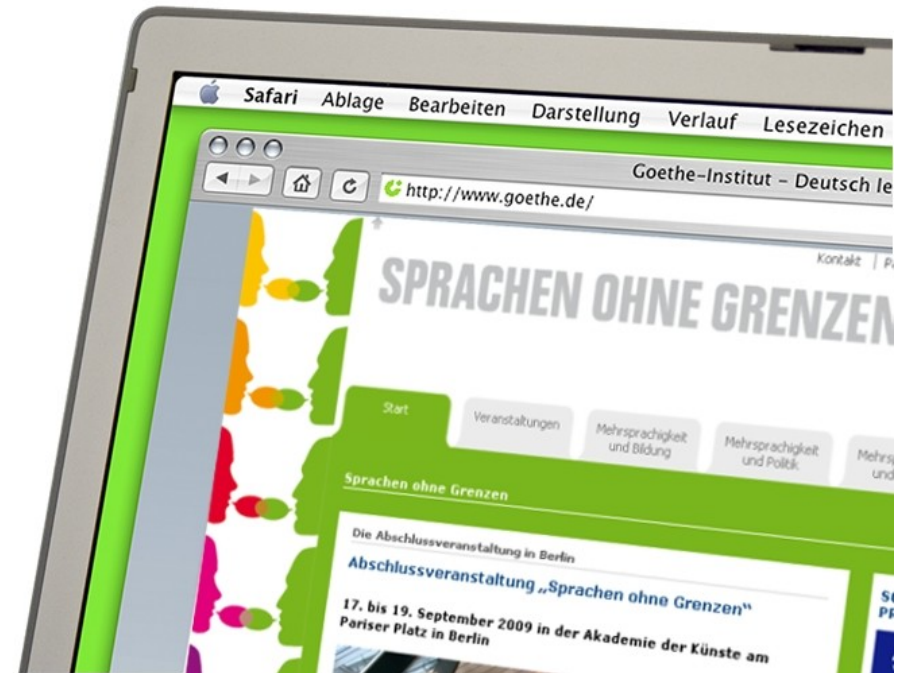 Safari Ablage Bearbeiten Darstellung Verlauf Lesezeichen
Goethe-Institut – Deutsch le
http://www.goethe.de/
Kontakt |
SPRACHEN OHNE GRENZEN
Start
Veranstaltungen
Mehrsprachigkeit
und Bildung
Mehrsprachigkeit
und Politik
Mehrs
und
Sprachen ohne Grenzen
Die Abschlussveranstaltung in Berlin
Abschlussveranstaltung „Sprachen ohne Grenzen“
17. bis 19. September 2009 in der Akademie der Künste am
Pariser Platz in Berlin